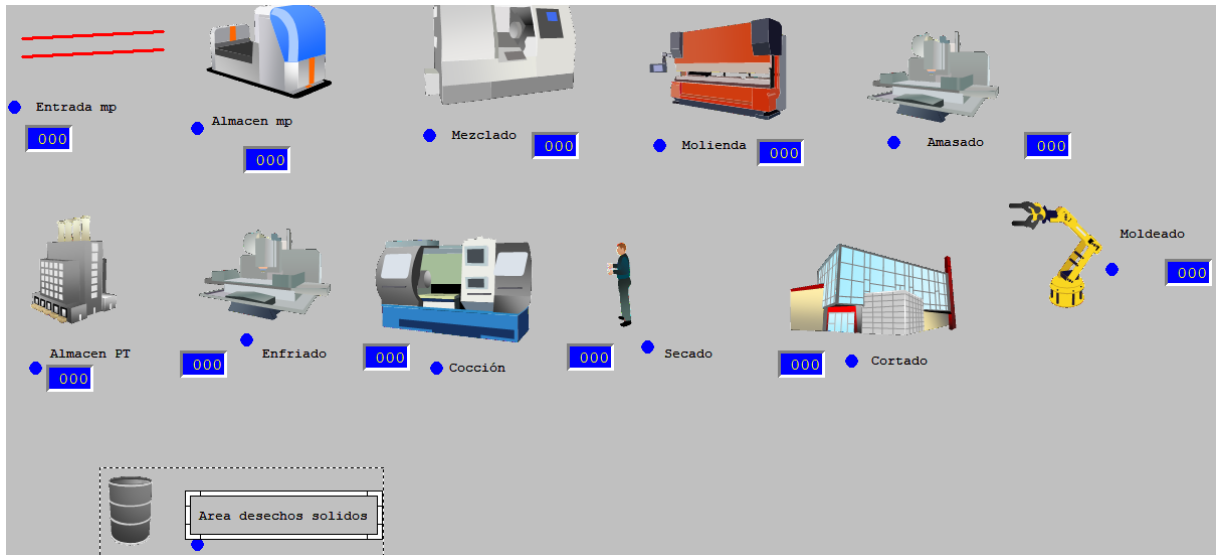 Entrada mp
000
Almacen mp
000
Mezclado
000
Molienda
000
Amasado
000
Moldeado
000
Almacen PT
000
Enfriado
000
Cocción
000
Secado
000
Cortado
000
Area desechos solidos